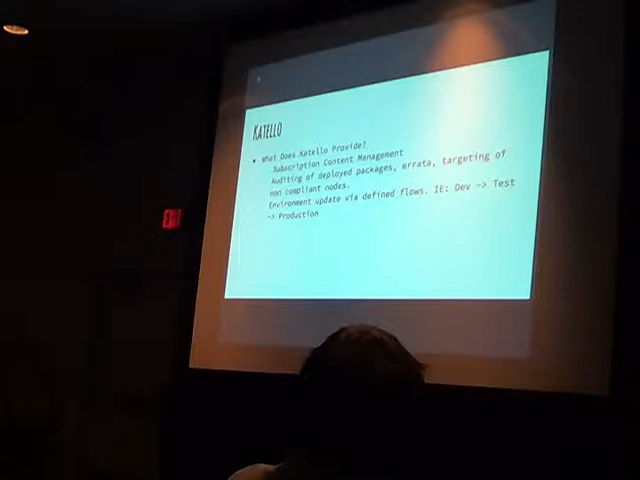 KATELLO
• What Does Katello Provide?
Subscription Content Management
Auditing of deployed packages, errata, targeting of
non compliant nodes.
Environment update via defined flows. IE: Dev -> Test
-> Production
EXIT